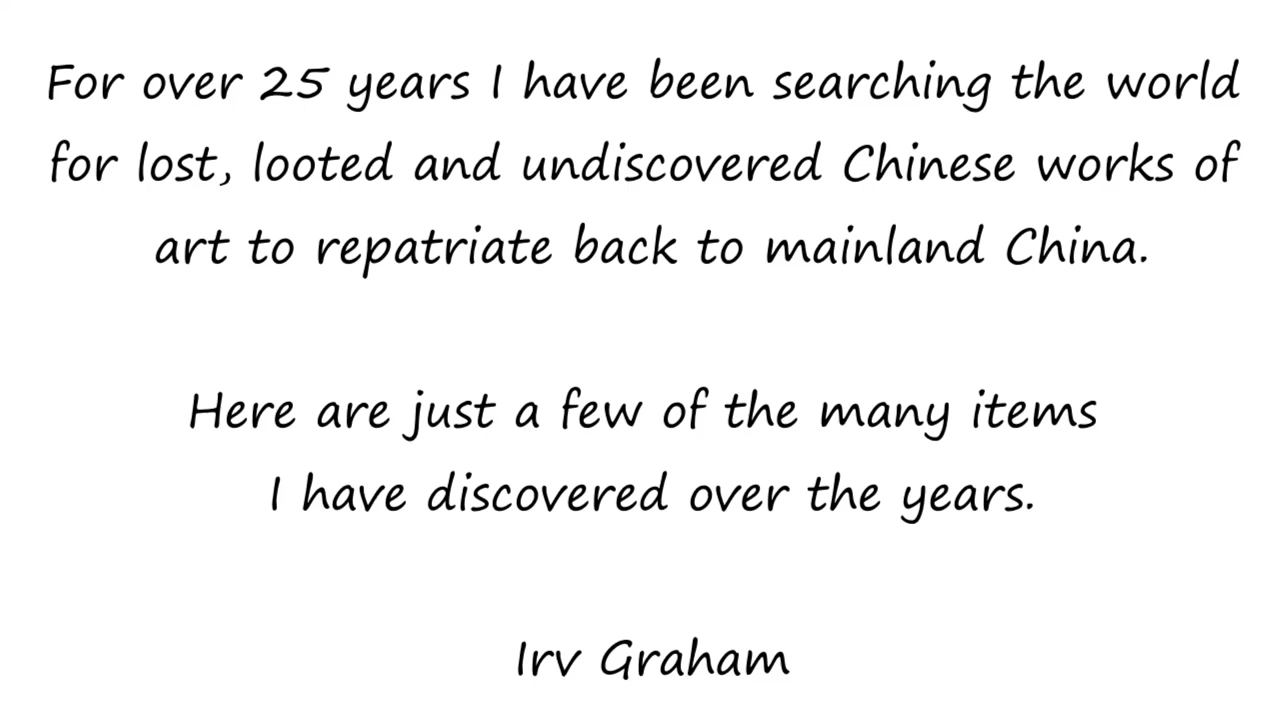 For over 25 years I have been searching the world
for lost, looted and undiscovered Chinese works of
art to repatriate back to mainland China.
Here are just a few of the many items
I have discovered over the years.
Irv Graham